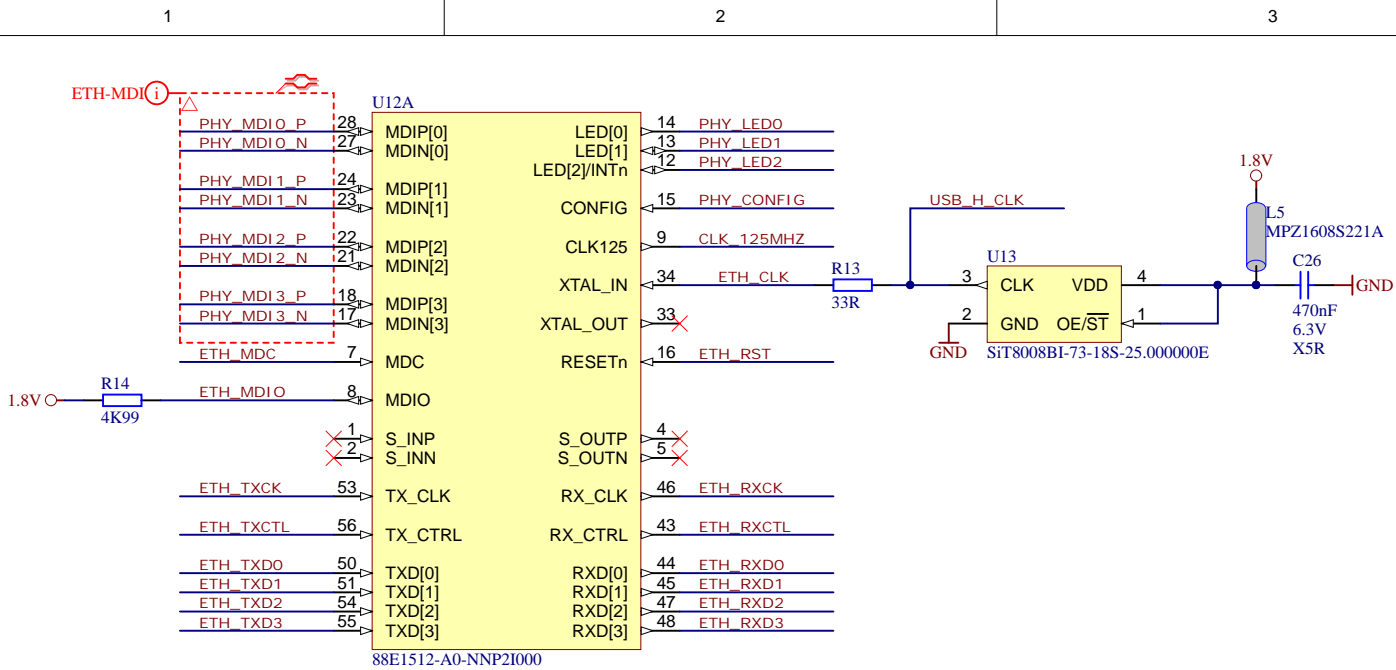 1 2 3
ETH-MDI i
U12A
PHY_MDI0_P 28 MDIP[0] LED[0] 14 PHY_LED0
PHY_MDI0_N 27 MDIN[0] LED[1] 13 PHY_LED1
LED[2]/INTn 12 PHY_LED2
1.8V
PHY_MDI1_P 24 MDIP[1]
PHY_MDI1_N 23 MDIN[1] CONFIG 15 PHY_CONFIG USB_H_CLK
L5
MPZ1608S221A
PHY_MDI2_P 22 MDIP[2] CLK125 9 CLK_125MHZ
PHY_MDI2_N 21 MDIN[2]
U13
C26
XTAL_IN 34 ETH_CLK R13 3 CLK VDD 4 GND
33R
PHY_MDI3_P 18 MDIP[3]
470nF
PHY_MDI3_N 17 MDIN[3] XTAL_OUT 33 2 GND OE/ST 1
6.3V
GND
SiT8008BI-73-18S-25.000000E
X5R
ETH_MDC 7 MDC RESETn 16 ETH_RST
R14
1.8V ETH_MDIO 8 MDIO
4K99
1 S_INP S_OUTP 4
2 S_INN S_OUTN 5
ETH_TXCK 53 TX_CLK RX_CLK 46 ETH_RXCK
ETH_TXCTL 56 TX_CTRL RX_CTRL 43 ETH_RXCTL
ETH_TXD0 50 TXD[0] RXD[0] 44 ETH_RXD0
ETH_TXD1 51 TXD[1] RXD[1] 45 ETH_RXD1
ETH_TXD2 54 TXD[2] RXD[2] 47 ETH_RXD2
ETH_TXD3 55 TXD[3] RXD[3] 48 ETH_RXD3
88E1512-A0-NNP2I000